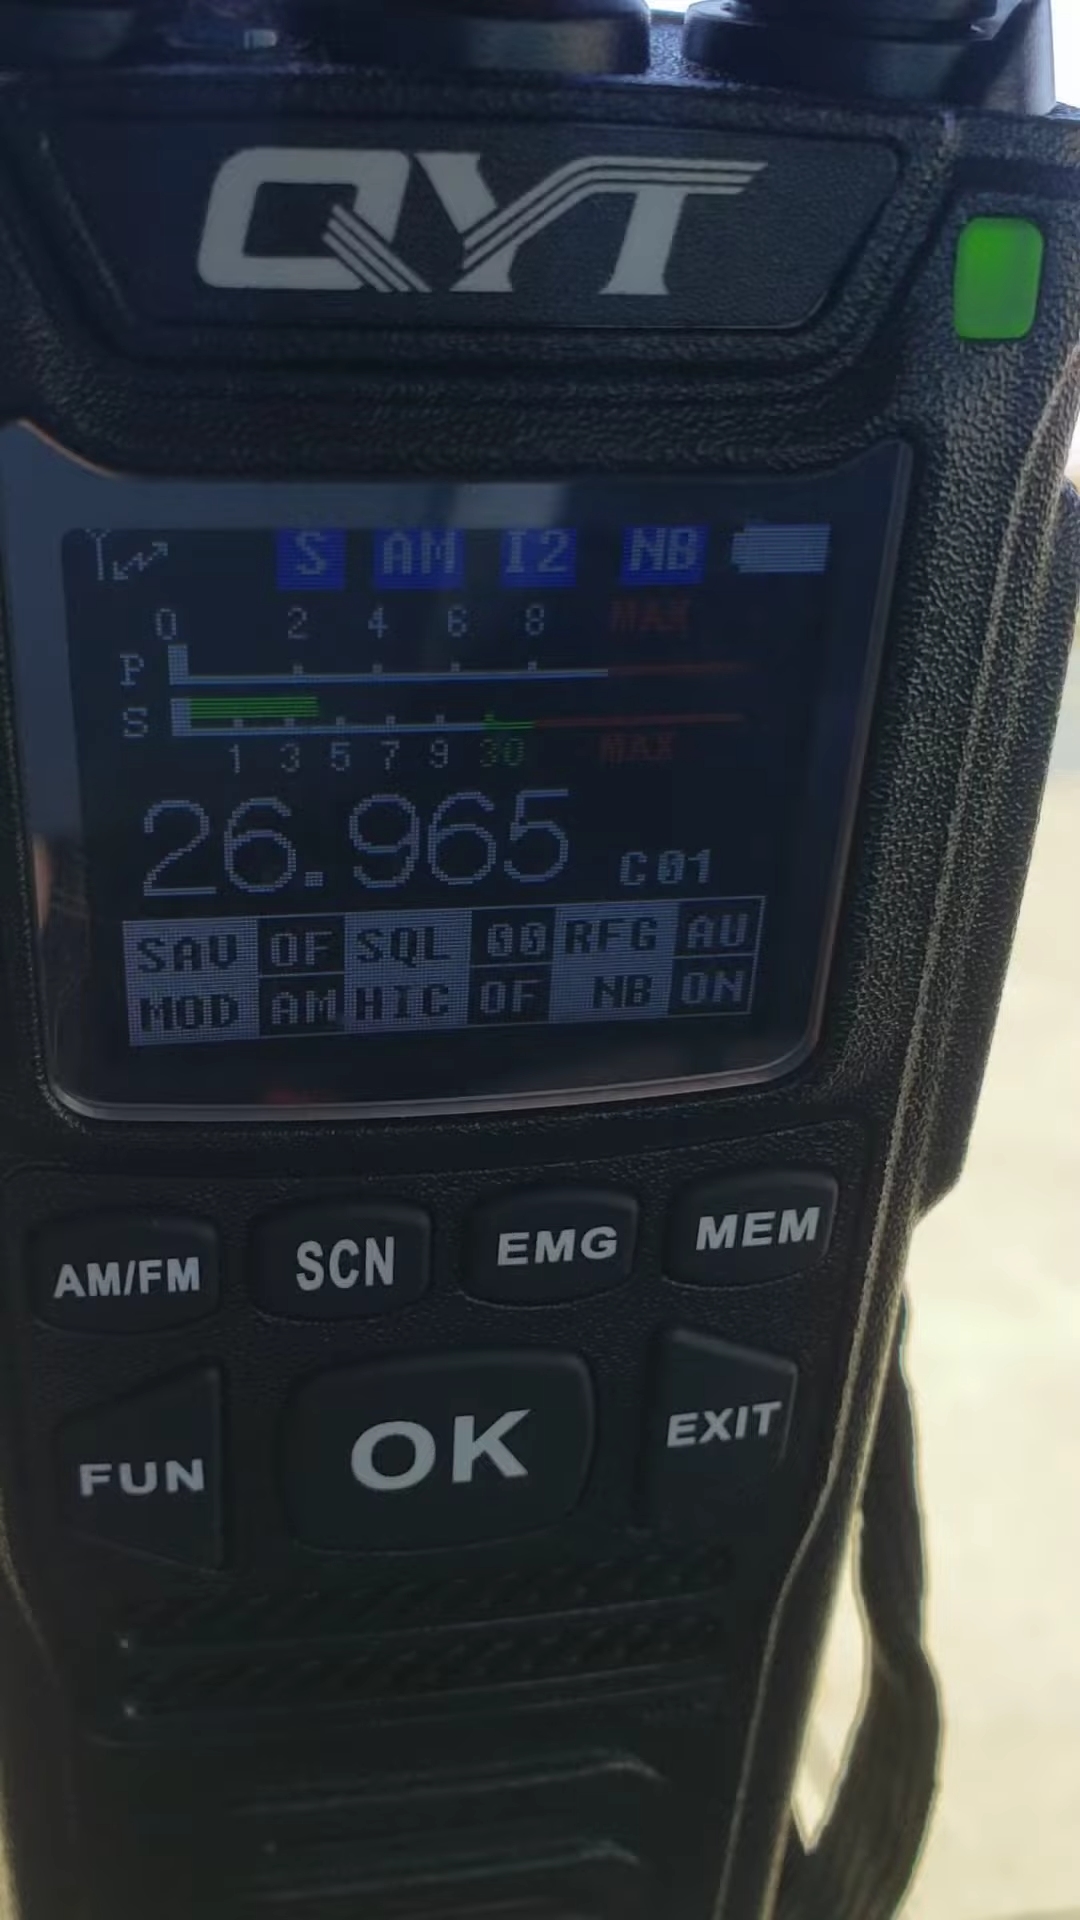 QYT
S AM I2 NB
0 2 4 6 8 MAX
P
S
1 3 5 7 9 30 MAX
26.965 C01
SAV OF SQL 00 RFG AU
MOD AM HIC OF NB ON
AM/FM SCN EMG MEM
FUN OK EXIT